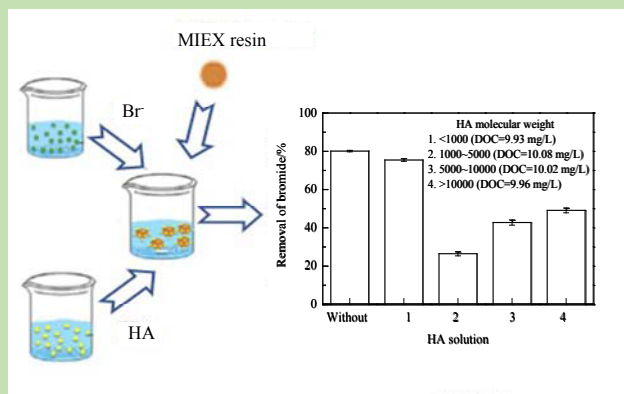 MIEX resin
Br-
HA
Removal of bromide/%
100
80
60
40
20
0
HA molecular weight
1. <1000 (DOC=9.93 mg/L)
2. 1000~5000 (DOC=10.08 mg/L)
3. 5000~10000 (DOC=10.02 mg/L)
4. >10000 (DOC=9.96 mg/L)
Without 1 2 3 4
HA solution